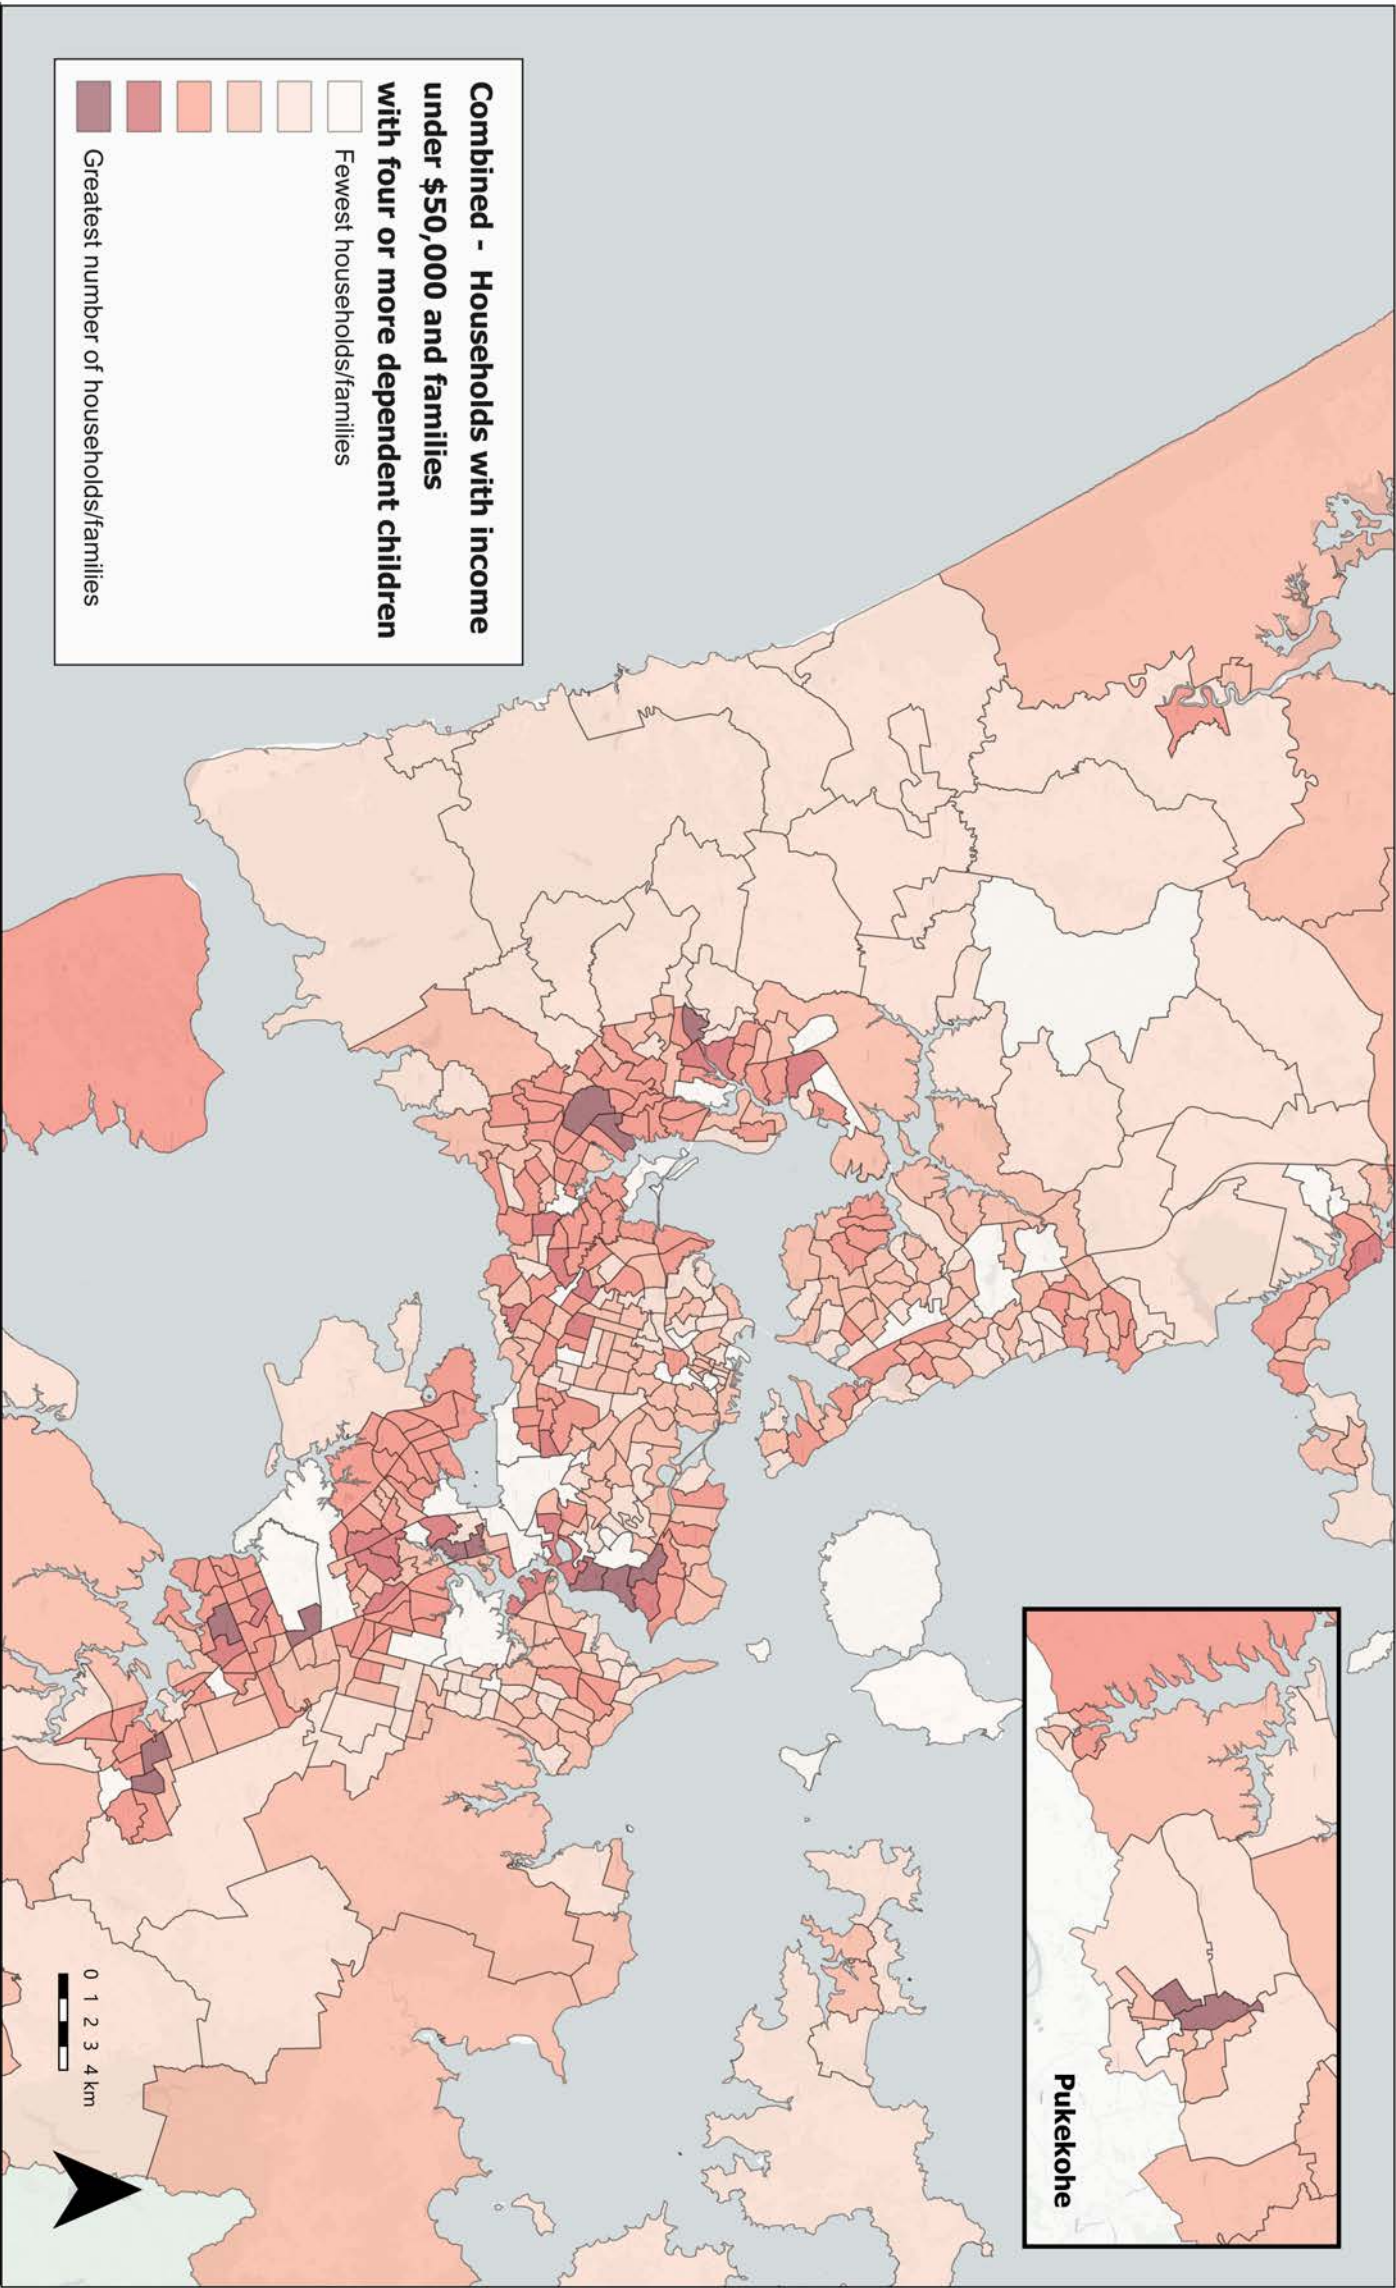 Combined - Households with income
under $50,000 and families
with four or more dependent children
Fewest households/families
Greatest number of households/families
Pukekohe
0 1 2 3 4 km